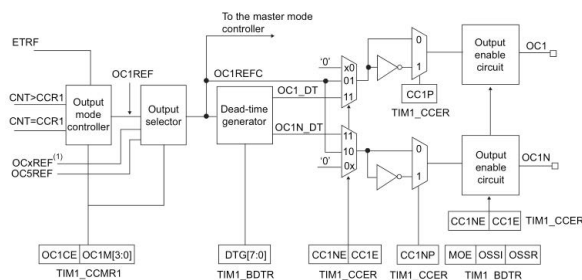 To the master mode
controller
ETRF
OC1REF
CNT>CCR1
CNT=CCR1
Output
mode
controller
Output
selector
OCxREF(1)
OC5REF
OC1REFC
OC1_DT
Dead-time
generator
OC1N_DT
'0'
x0
01
11
11
10
0x
'0'
0
1
CC1P
TIM1_CCER
Output
enable
circuit
OC1
0
1
Output
enable
circuit
OC1N
CC1NE CC1E TIM1_CCER
OC1CE OC1M[3:0]
TIM1_CCMR1
DTG[7:0]
TIM1_BDTR
CC1NE CC1E
TIM1_CCER
CC1NP
TIM1_CCER
MOE OSSI OSSR
TIM1_BDTR